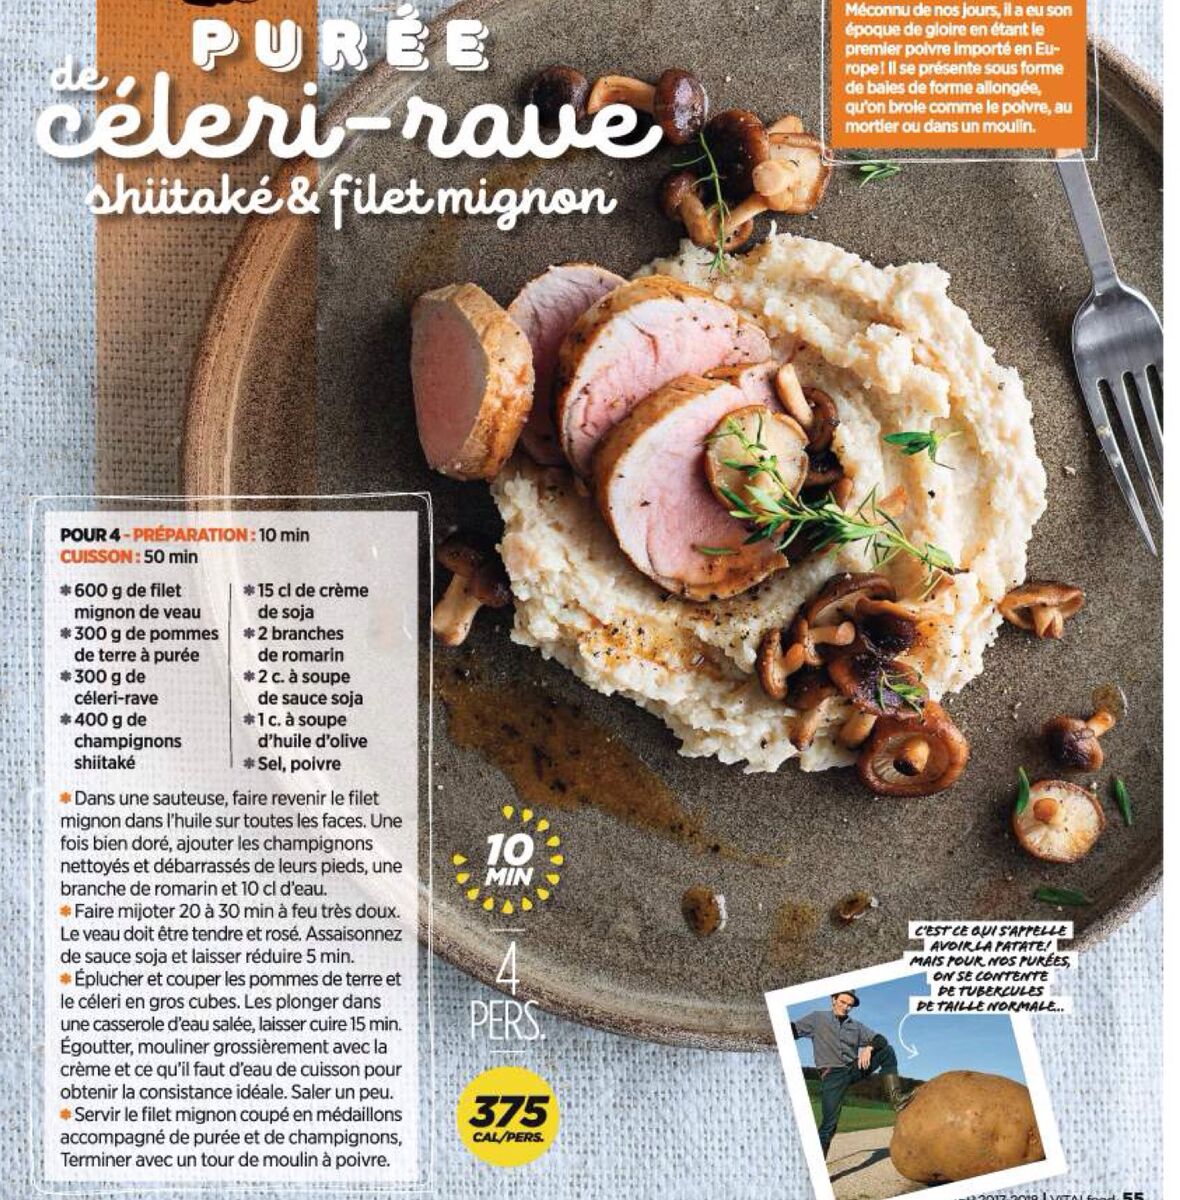 PURÉE
de
céleri-rave
shiitaké & filet mignon
Méconnu de nos jours, il a eu son
époque de gloire en étant le
premier poivre importé en Eu-
rope! Il se présente sous forme
de baies de forme allongée,
qu'on broie comme le poivre, au
mortier ou dans un moulin.
POUR 4 - PRÉPARATION : 10 min
CUISSON : 50 min
* 600 g de filet
mignon de veau
* 300 g de pommes
de terre à purée
* 300 g de
céleri-rave
* 400 g de
champignons
shiitaké
* 15 cl de crème
de soja
* 2 branches
de romarin
* 2 c. à soupe
de sauce soja
* 1 c. à soupe
d'huile d'olive
* Sel, poivre
* Dans une sauteuse, faire revenir le filet
mignon dans l'huile sur toutes les faces. Une
fois bien doré, ajouter les champignons
nettoyés et débarrassés de leurs pieds, une
branche de romarin et 10 cl d'eau.
* Faire mijoter 20 à 30 min à feu très doux.
Le veau doit être tendre et rosé. Assaisonnez
de sauce soja et laisser réduire 5 min.
* Éplucher et couper les pommes de terre et
le céleri en gros cubes. Les plonger dans
une casserole d'eau salée, laisser cuire 15 min.
Égoutter, mouliner grossièrement avec la
crème et ce qu'il faut d'eau de cuisson pour
obtenir la consistance idéale. Saler un peu.
* Servir le filet mignon coupé en médaillons
accompagné de purée et de champignons,
Terminer avec un tour de moulin à poivre.
10
MIN
4
PERS.
375
CAL/PERS.
C'EST CE QUI S'APPELLE
AVOIR LA PATATE!
MAIS POUR NOS PURÉES,
ON SE CONTENTE
DE TUBERCULES
DE TAILLE NORMALE...
2017-2018 | VITAL food 55